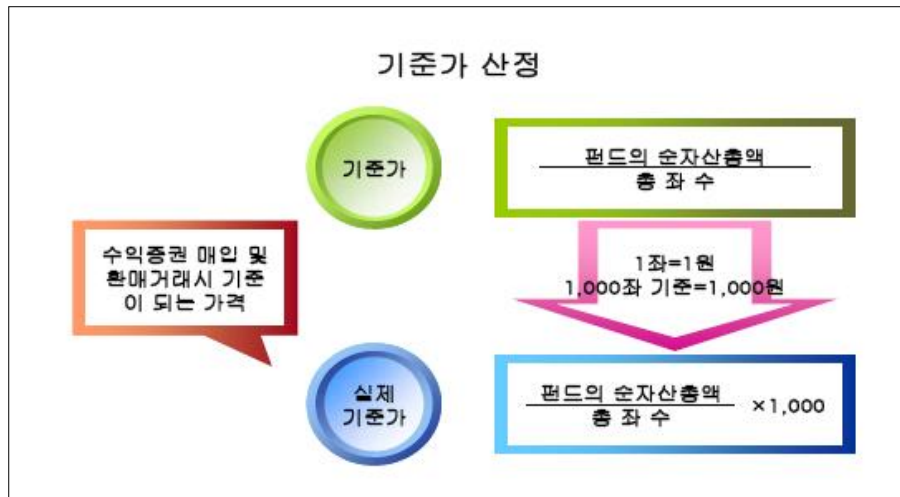 기준가 산정
기준가
펀드의 순자산총액
총 좌 수
수익증권 매입 및
환매거래시 기준
이 되는 가격
1좌=1원
1,000좌 기준=1,000원
실제
기준가
펀드의 순자산총액
총 좌 수
×1,000